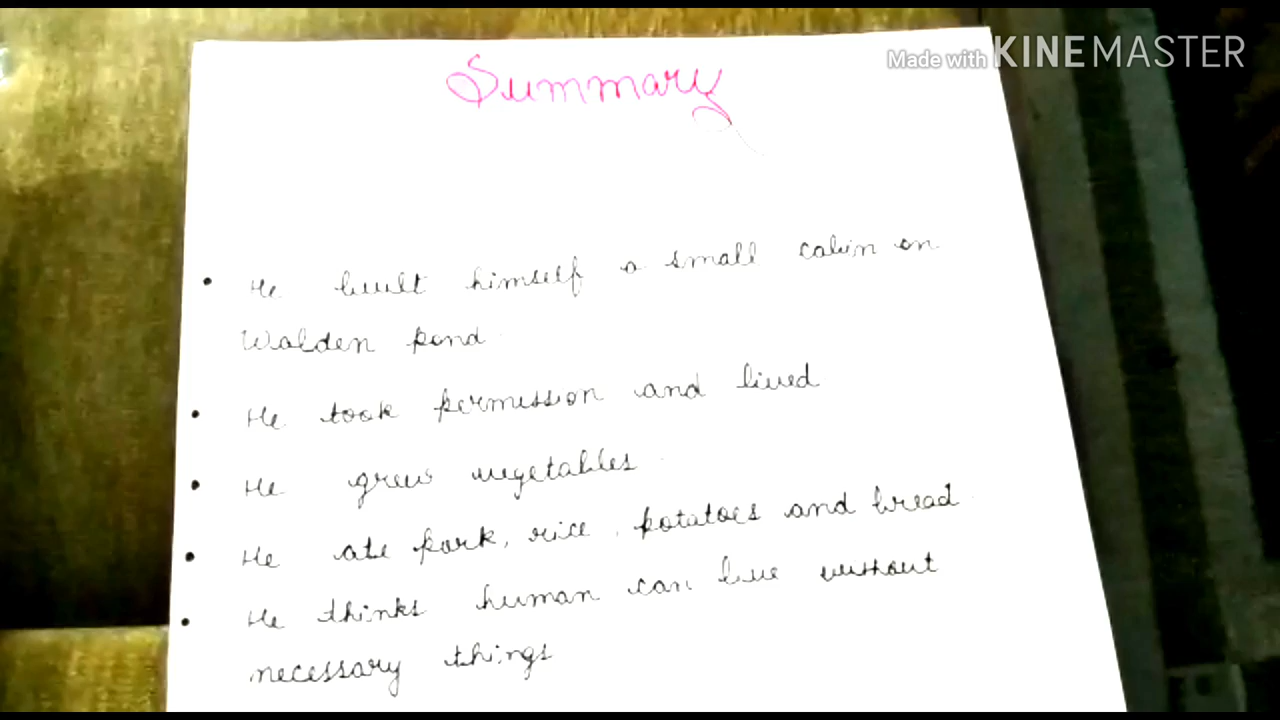 Made with KINEMASTER
Summary
• He built himself a small cabin on
Walden pond.
• He took permission and lived
• He grew vegetables.
• He ate pork, rice, potatoes and bread.
• He thinks human can live without
necessary things